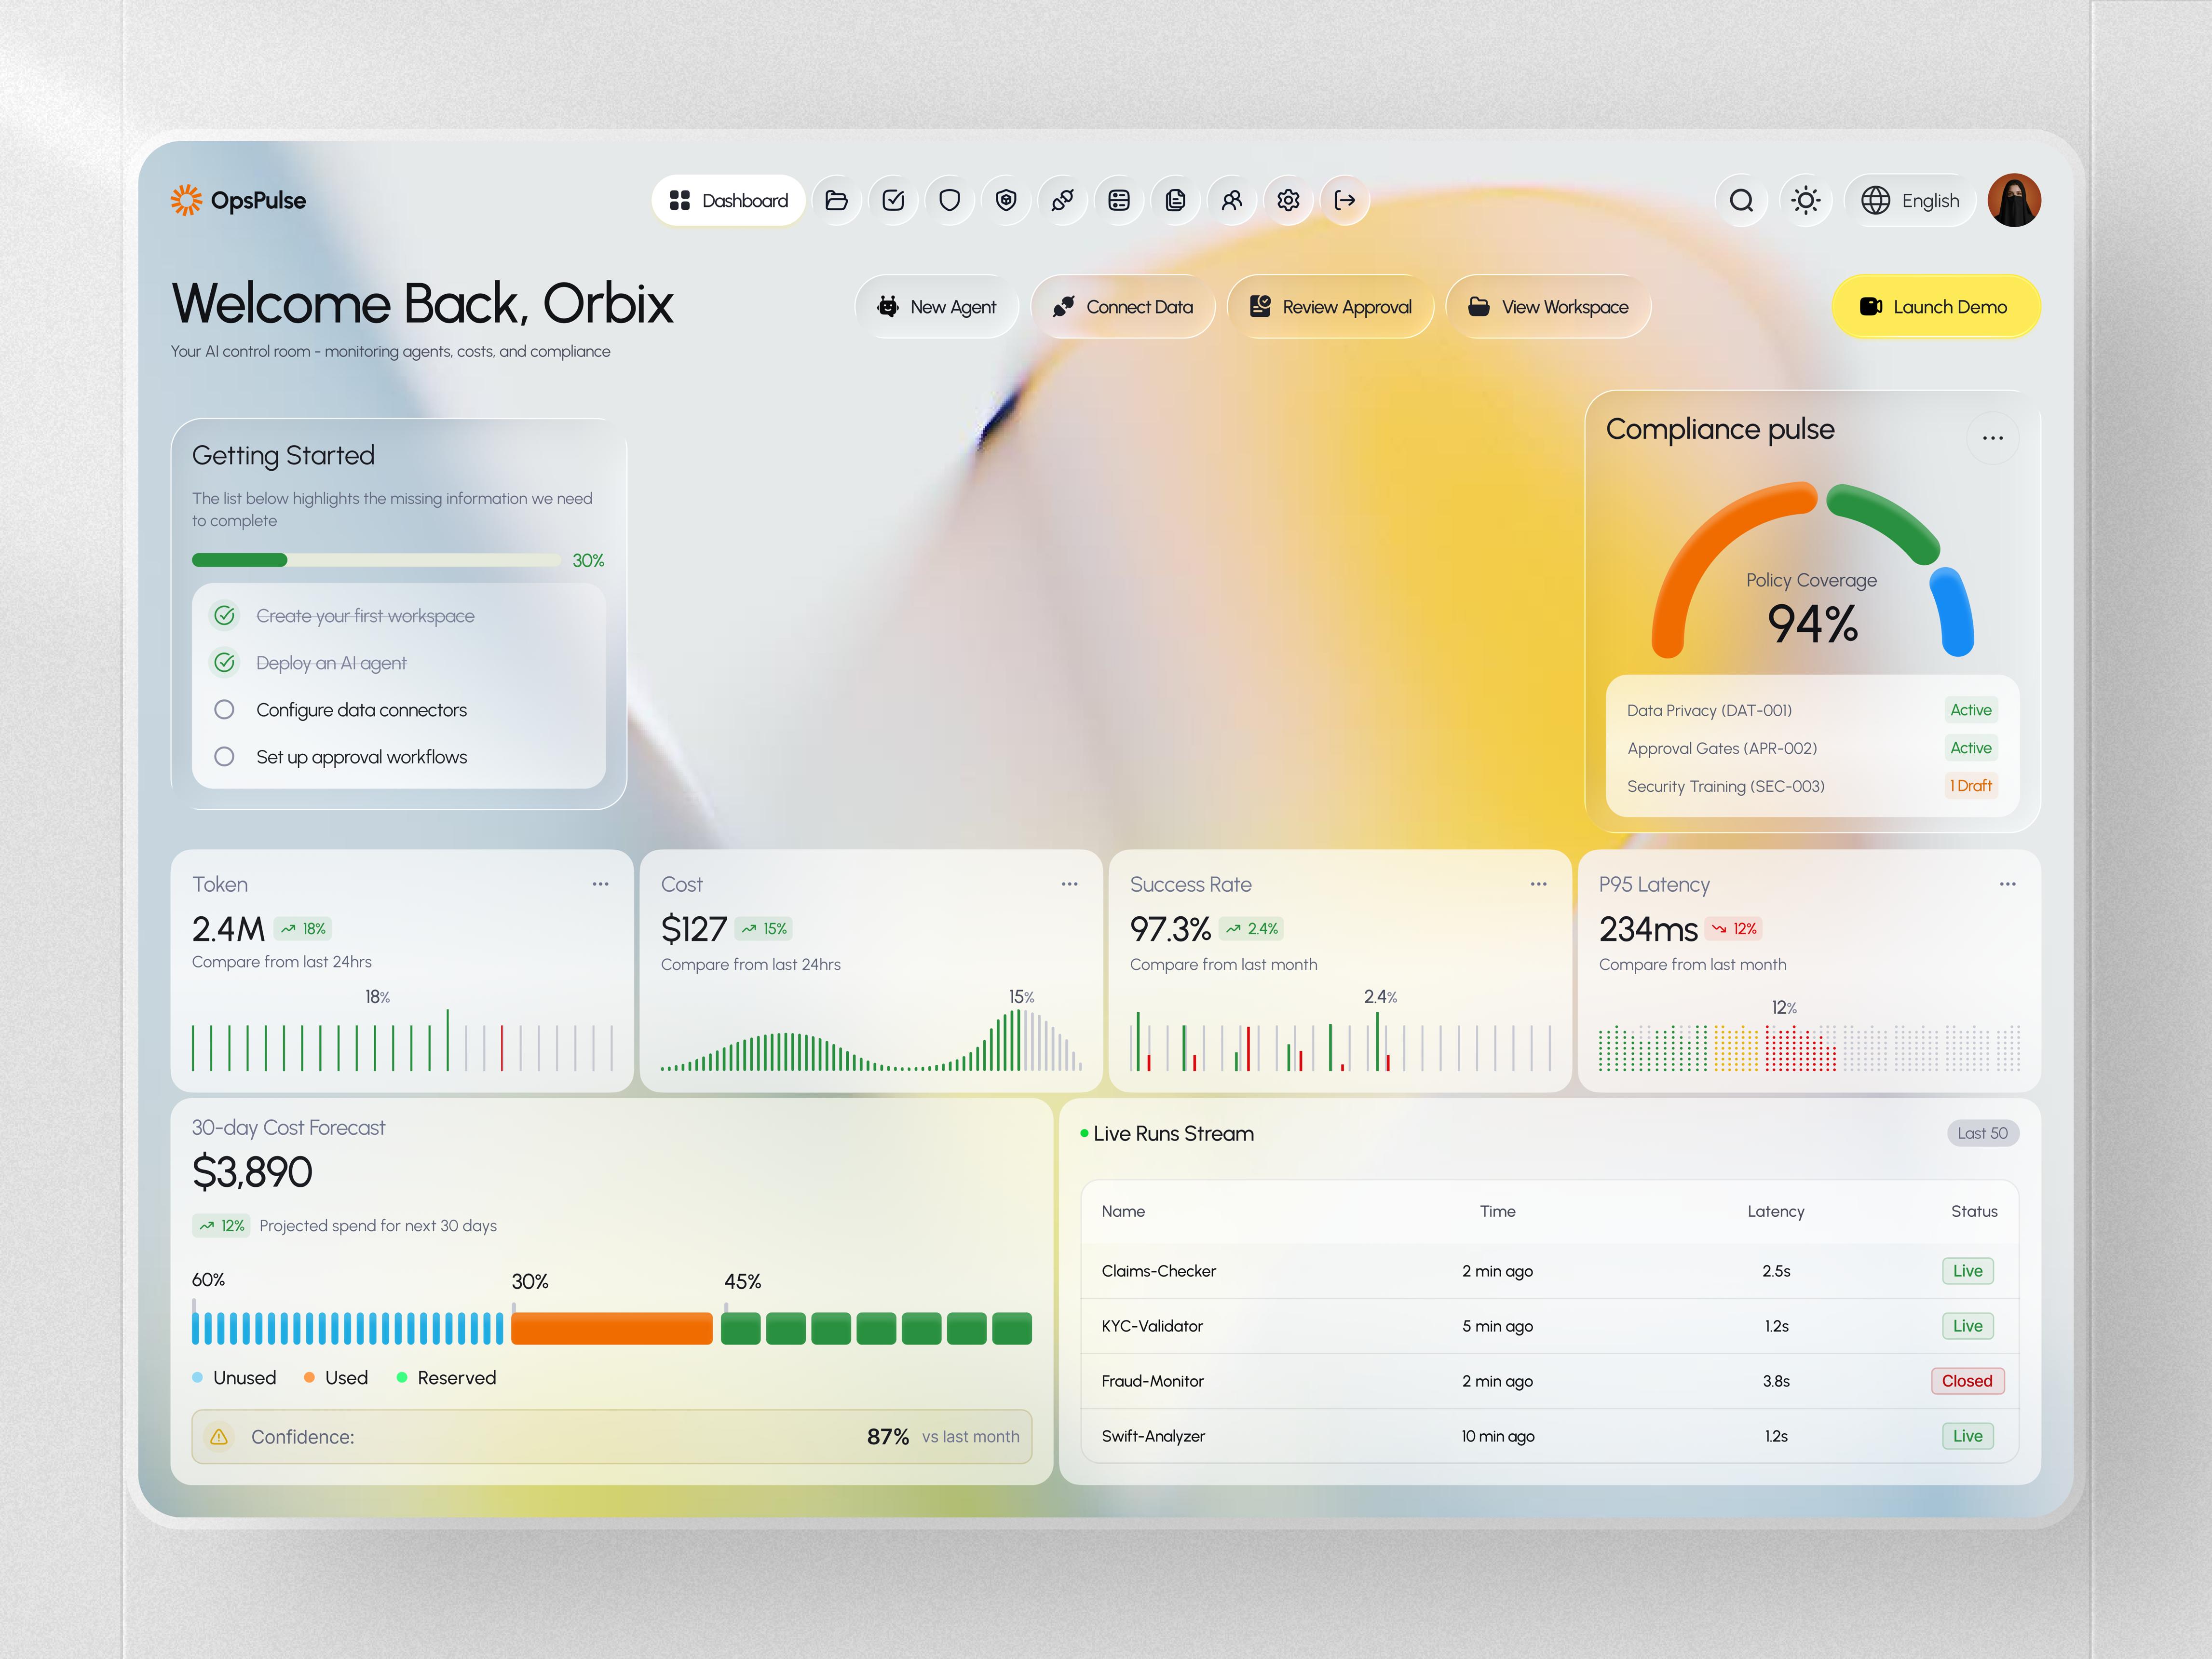 OpsPulse
Dashboard
English
Welcome Back, Orbix
Your AI control room - monitoring agents, costs, and compliance
New Agent
Connect Data
Review Approval
View Workspace
Launch Demo
Getting Started
The list below highlights the missing information we need
to complete
30%
Create your first workspace
Deploy an AI agent
Configure data connectors
Set up approval workflows
Compliance pulse
Policy Coverage
94%
Data Privacy (DAT-001) Active
Approval Gates (APR-002) Active
Security Training (SEC-003) 1 Draft
Token
2.4M 18%
Compare from last 24hrs
18%
Cost
$127 15%
Compare from last 24hrs
15%
Success Rate
97.3% 2.4%
Compare from last month
2.4%
P95 Latency
234ms 12%
Compare from last month
12%
30-day Cost Forecast
$3,890
12% Projected spend for next 30 days
60% 30% 45%
Unused Used Reserved
Confidence: 87% vs last month
Live Runs Stream
Last 50
Name Time Latency Status
Claims-Checker 2 min ago 2.5s Live
KYC-Validator 5 min ago 1.2s Live
Fraud-Monitor 2 min ago 3.8s Closed
Swift-Analyzer 10 min ago 1.2s Live